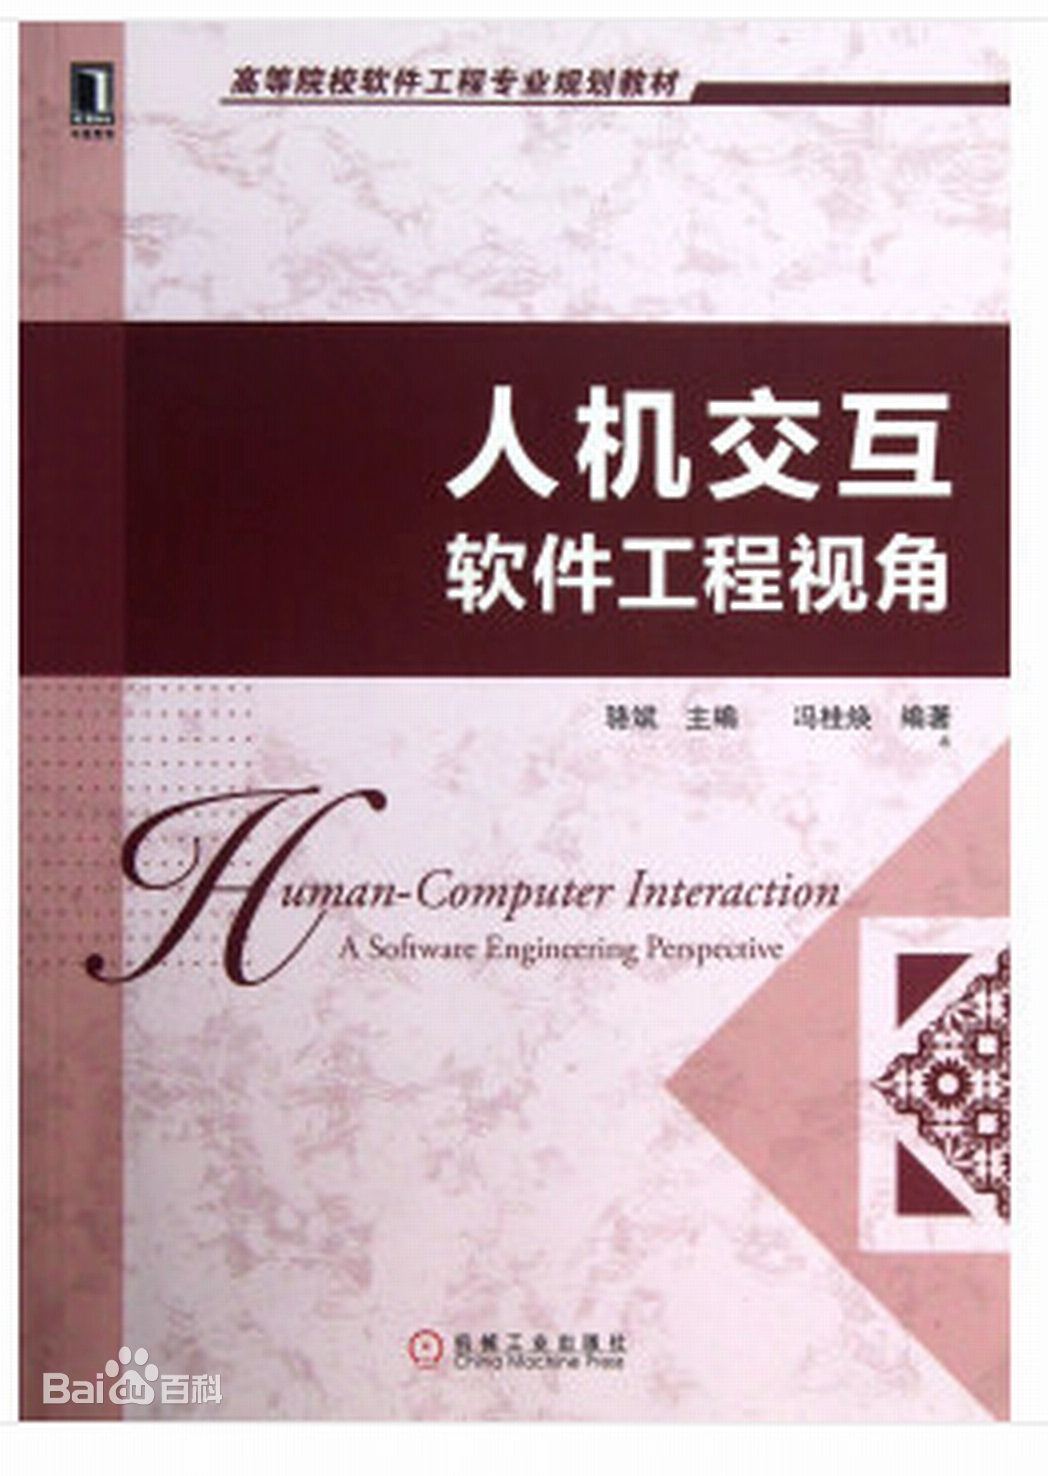 高等院校软件工程专业规划教材
人机交互
软件工程视角
骆斌 主编 冯桂焕 编著
Human-Computer Interaction
A Software Engineering Perspective
机械工业出版社
China Machine Press
Baidu百科